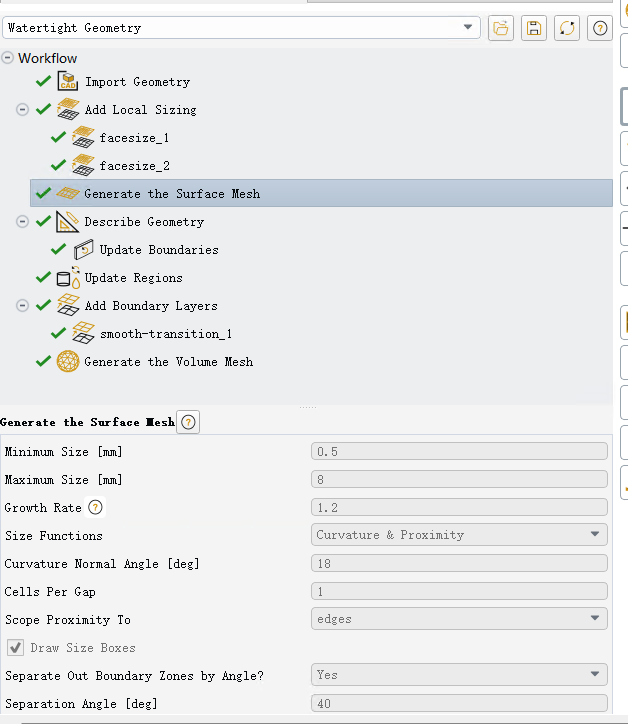 Watertight Geometry
?
Workflow
CAD
Import Geometry
Add Local Sizing
facesize_1
facesize_2
Generate the Surface Mesh
Describe Geometry
Update Boundaries
Update Regions
Add Boundary Layers
smooth-transition_1
Generate the Volume Mesh
Generate the Surface Mesh ?
Minimum Size [mm] 0.5
Maximum Size [mm] 8
Growth Rate ? 1.2
Size Functions Curvature & Proximity
Curvature Normal Angle [deg] 18
Cells Per Gap 1
Scope Proximity To edges
Draw Size Boxes
Separate Out Boundary Zones by Angle? Yes
Separation Angle [deg] 40